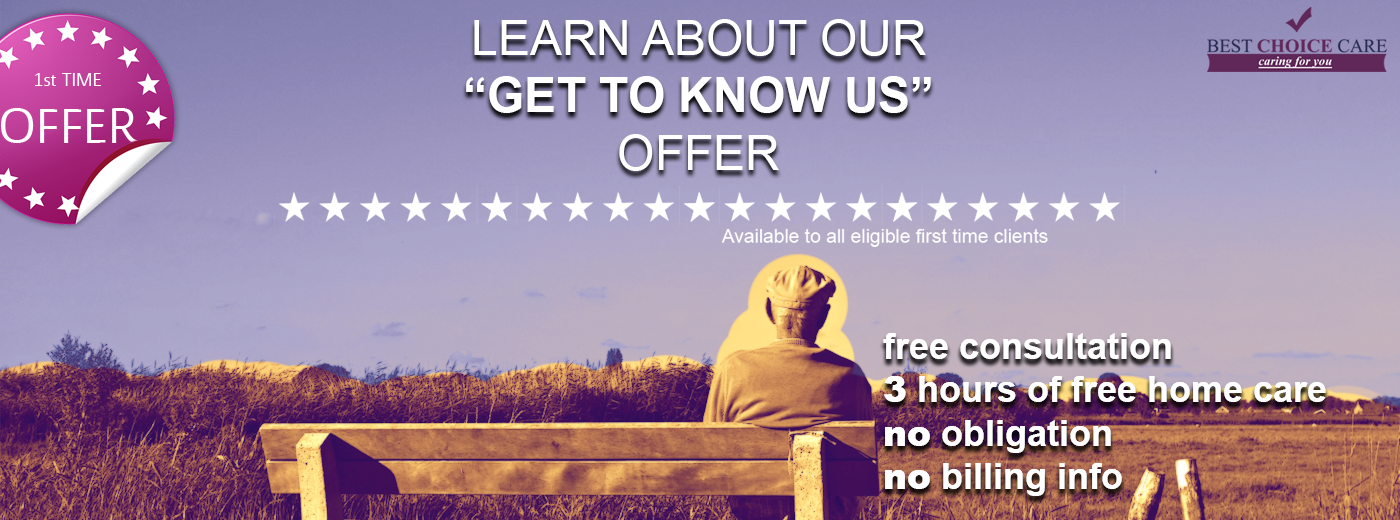 1st TIME
OFFER
LEARN ABOUT OUR
“GET TO KNOW US”
OFFER
BEST CHOICE CARE
caring for you
Available to all eligible first time clients
free consultation
3 hours of free home care
no obligation
no billing info